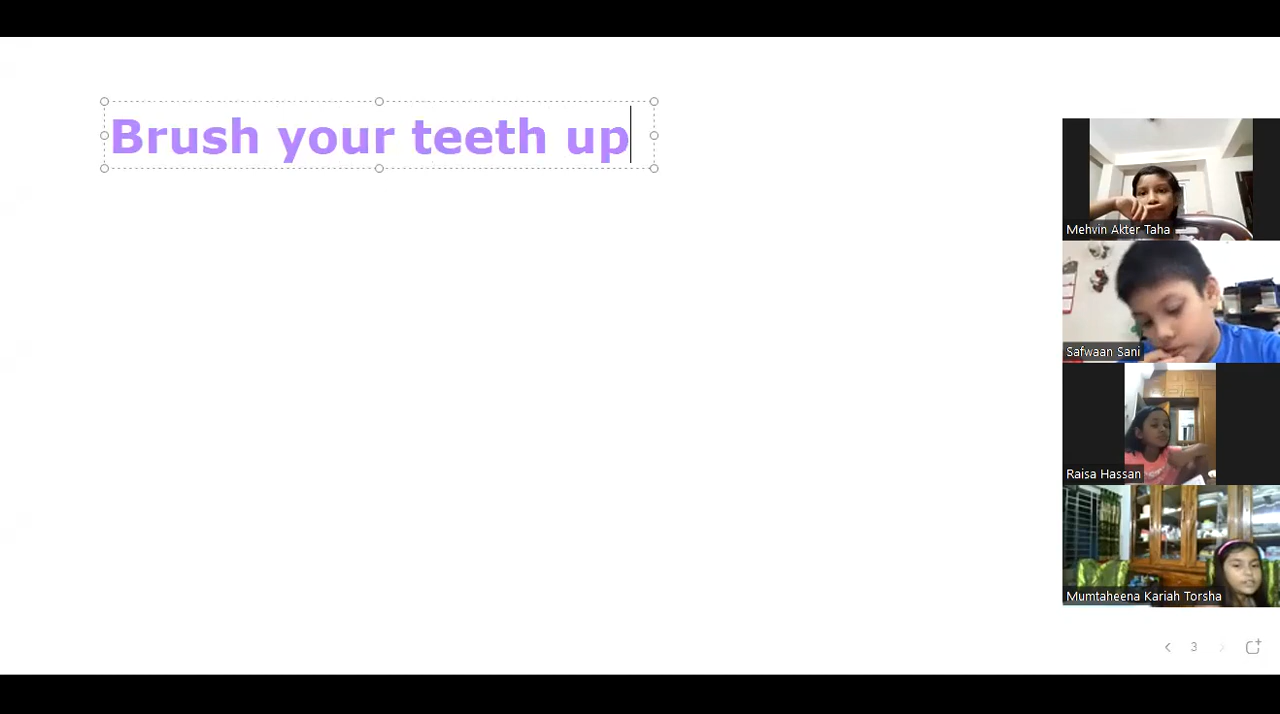 Brush your teeth up
Mehvin Akter Taha
Safwaan Sani
Raisa Hassan
Mumtaheena Kariah Torsha
3